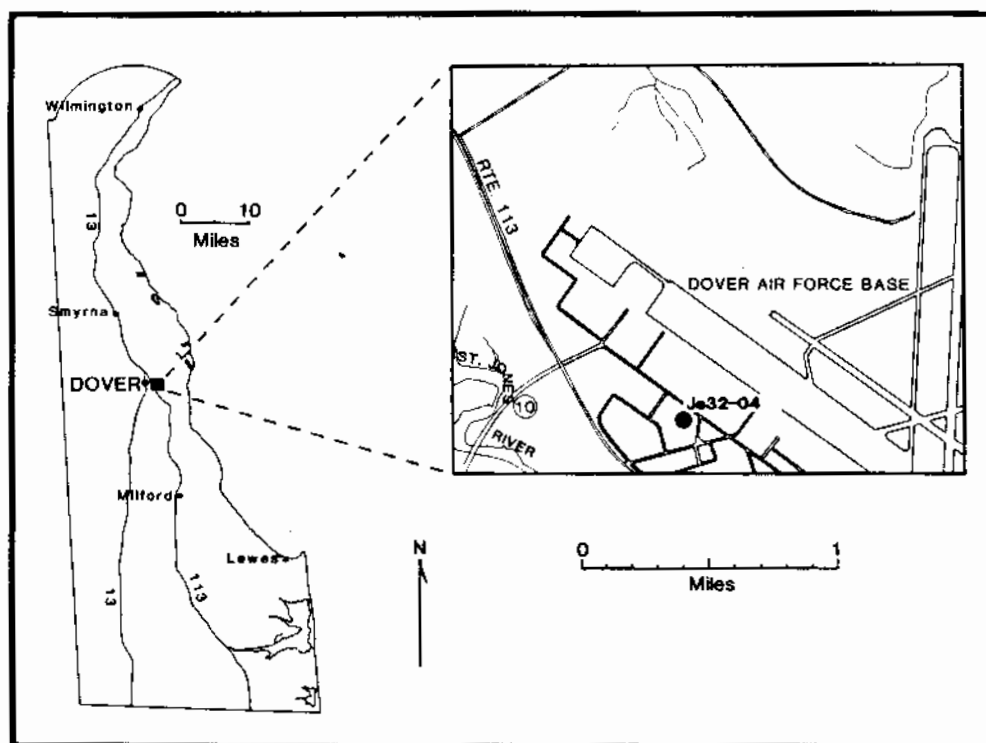 Wilmington
13
0 10
Miles
Smyrna
DOVER
Milford
Lewes
13
113
N
RTE. 113
DOVER AIR FORCE BASE
ST. JONES
10
RIVER
Je32-04
0 1
Miles